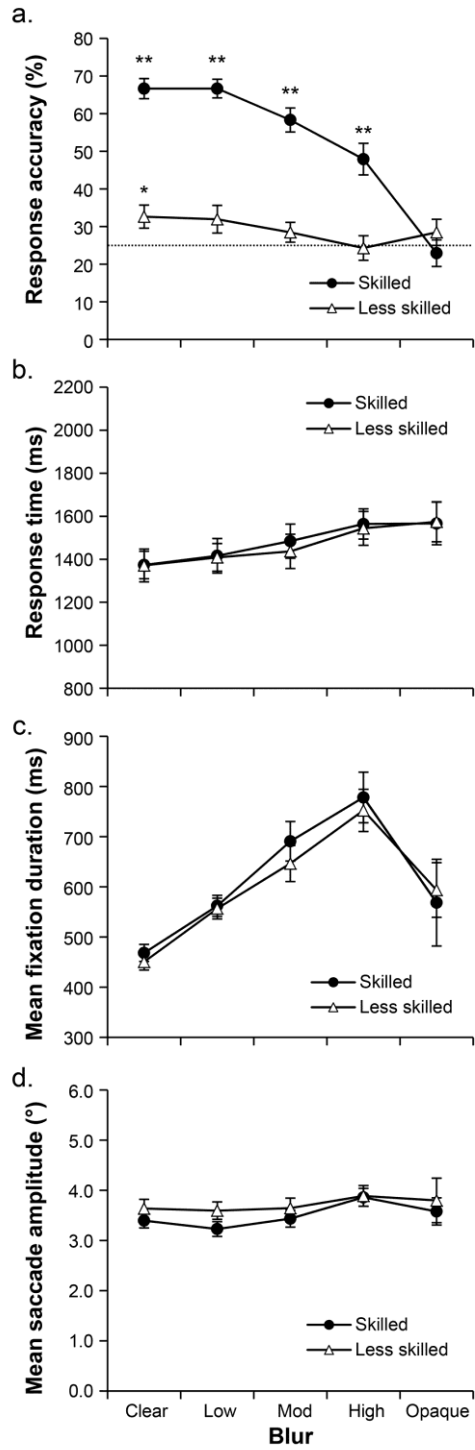 a.
Response accuracy (%)
80
70
60
50
40
30
20
10
0
** ** ** **
*
Skilled
Less skilled
b.
Response time (ms)
2200
2000
1800
1600
1400
1200
1000
800
Skilled
Less skilled
c.
Mean fixation duration (ms)
900
800
700
600
500
400
300
Skilled
Less skilled
d.
Mean saccade amplitude (°)
6.0
5.0
4.0
3.0
2.0
1.0
0.0
Skilled
Less skilled
Clear Low Mod High Opaque
Blur